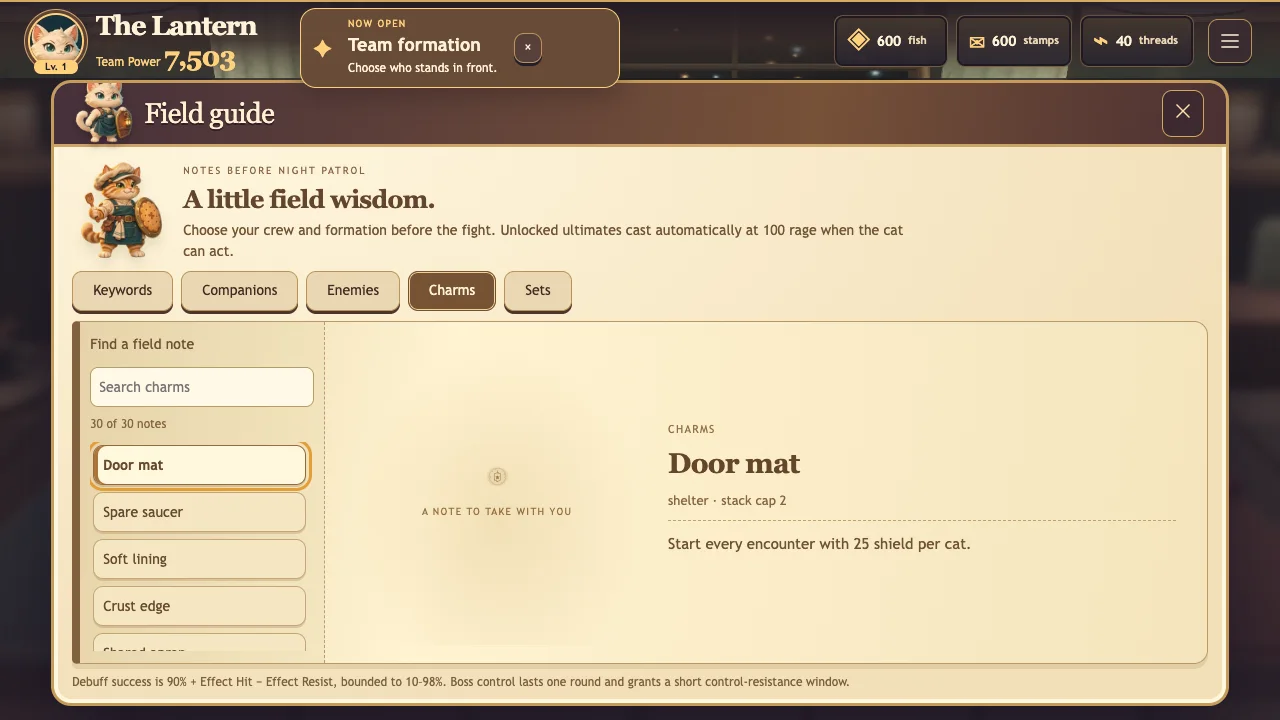 The Lantern
Team Power 7,503
Lv. 1
NOW OPEN
Team formation
Choose who stands in front.
×
600 fish
600 stamps
40 threads
Field guide
NOTES BEFORE NIGHT PATROL
A little field wisdom.
Choose your crew and formation before the fight. Unlocked ultimates cast automatically at 100 rage when the cat
can act.
Keywords
Companions
Enemies
Charms
Sets
Find a field note
Search charms
30 of 30 notes
Door mat
Spare saucer
Soft lining
Crust edge
A NOTE TO TAKE WITH YOU
CHARMS
Door mat
shelter · stack cap 2
Start every encounter with 25 shield per cat.
Debuff success is 90% + Effect Hit − Effect Resist, bounded to 10–98%. Boss control lasts one round and grants a short control-resistance window.